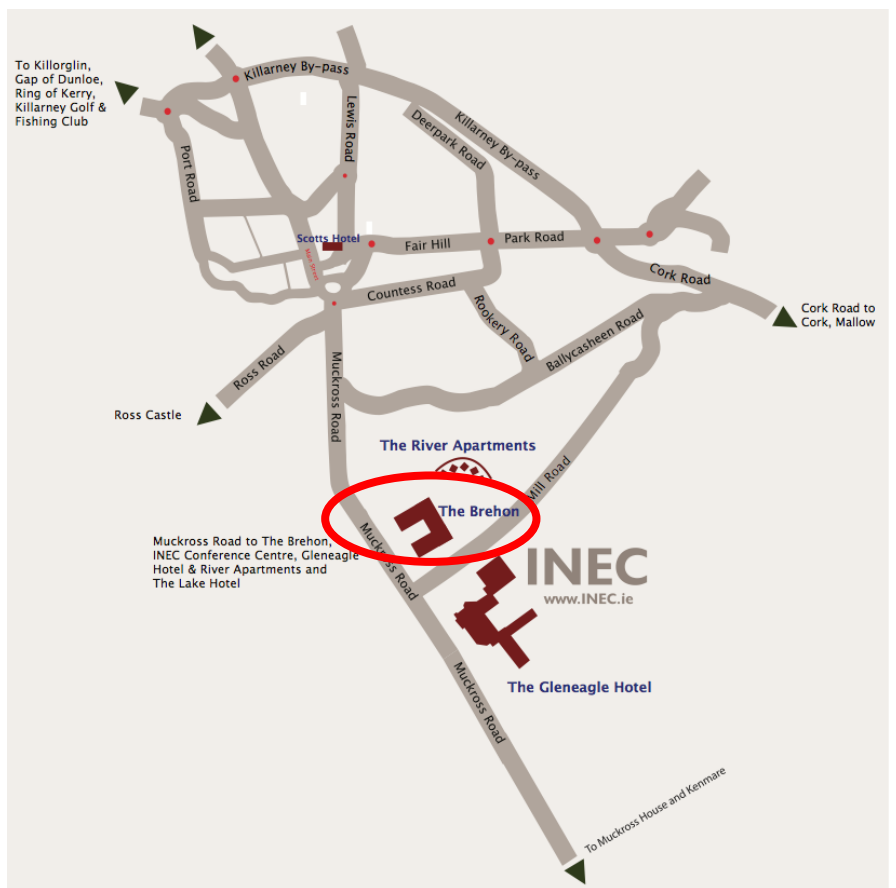 To Killorglin,
Gap of Dunloe,
Ring of Kerry,
Killarney Golf &
Fishing Club
Killarney By-pass
Lewis Road
Deerpark Road
Killarney By-pass
Port Road
Scotts Hotel
Main Street
Fair Hill
Park Road
Cork Road
Countess Road
Rookery Road
Ballycasheen Road
Cork Road to
Cork, Mallow
Ross Road
Muckross Road
Ross Castle
The River Apartments
Mill Road
The Brehon
Muckross Road
Muckross Road to The Brehon,
INEC Conference Centre, Gleneagle
Hotel & River Apartments and
The Lake Hotel
INEC
www.INEC.ie
Muckross Road
The Gleneagle Hotel
To Muckross House and Kenmare